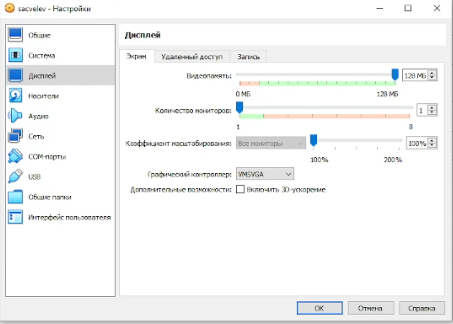 sacvelev - Настройки
Общие
Система
Дисплей
Носители
Аудио
Сеть
COM-порты
USB
Общие папки
Интерфейс пользователя
Дисплей
Экран Удаленный доступ Запись
Видеопамять: 128 МБ
0 МБ 128 МБ
Количество мониторов: 1
1 8
Коэффициент масштабирования: Все мониторы 100%
100% 200%
Графический контроллер: VMSVGA
Дополнительные возможности: Включить 3D-ускорение
OK Отмена Справка